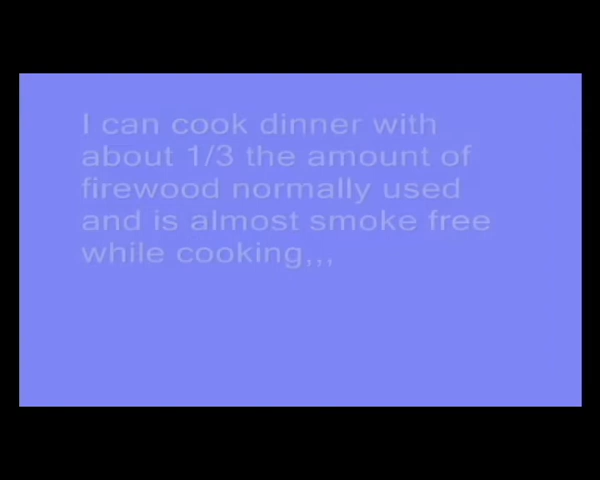 I can cook dinner with
about 1/3 the amount of
firewood normally used
and is almost smoke free
while cooking,,,